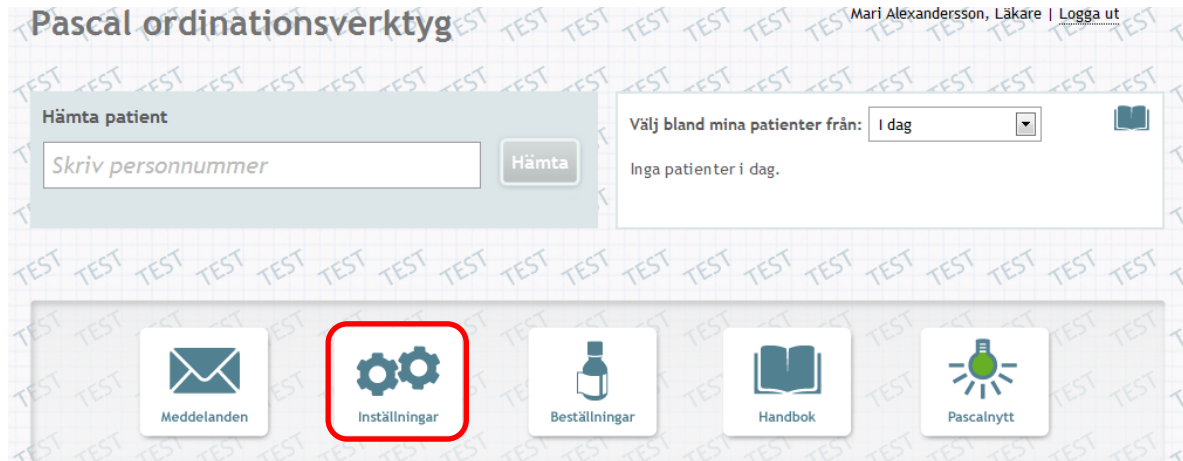 Pascal ordinationsverktyg
Mari Alexandersson, Läkare | Logga ut
Hämta patient
Skriv personnummer
Hämta
Välj bland mina patienter från: I dag
Inga patienter i dag.
Meddelanden
Inställningar
Beställningar
Handbok
Pascalnytt
TEST